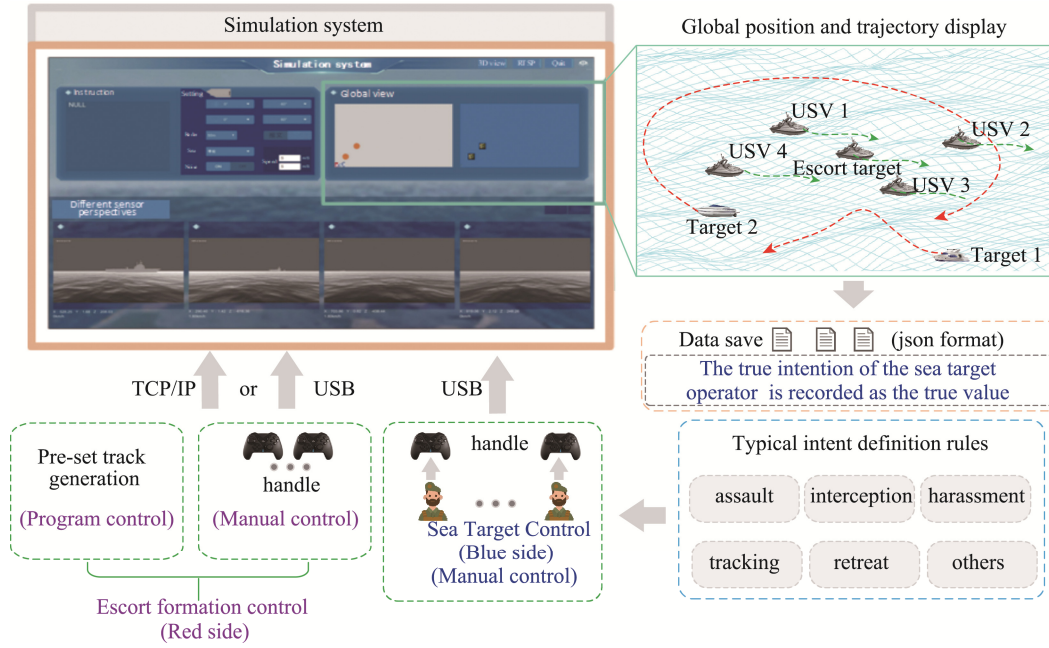 Simulation system
Simulation system
3D view
Quit
Instruction
NULL
Setting
Global view
Different sensor
perspectives
Global position and trajectory display
USV 1
USV 2
USV 4
Escort target
USV 3
Target 2
Target 1
Data save
(json format)
The true intention of the sea target
operator is recorded as the true value
TCP/IP
or
USB
USB
Pre-set track
generation
(Program control)
handle
(Manual control)
Escort formation control
(Red side)
handle
Sea Target Control
(Blue side)
(Manual control)
Typical intent definition rules
assault
interception
harassment
tracking
retreat
others